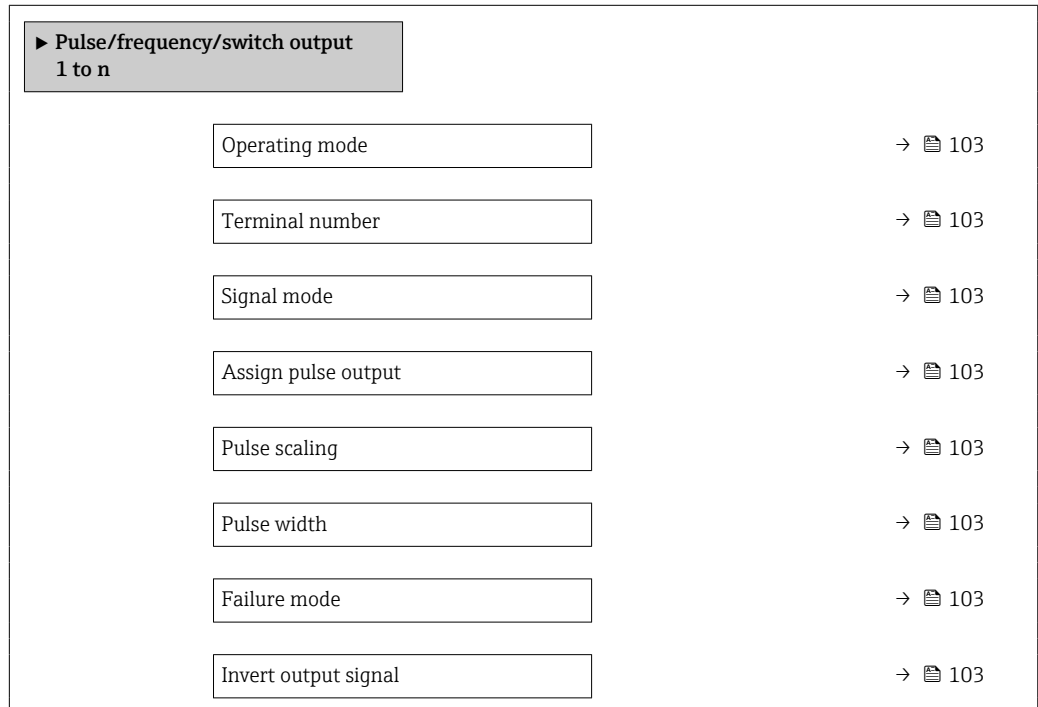 ▶ Pulse/frequency/switch output
1 to n
Operating mode → 103
Terminal number → 103
Signal mode → 103
Assign pulse output → 103
Pulse scaling → 103
Pulse width → 103
Failure mode → 103
Invert output signal → 103